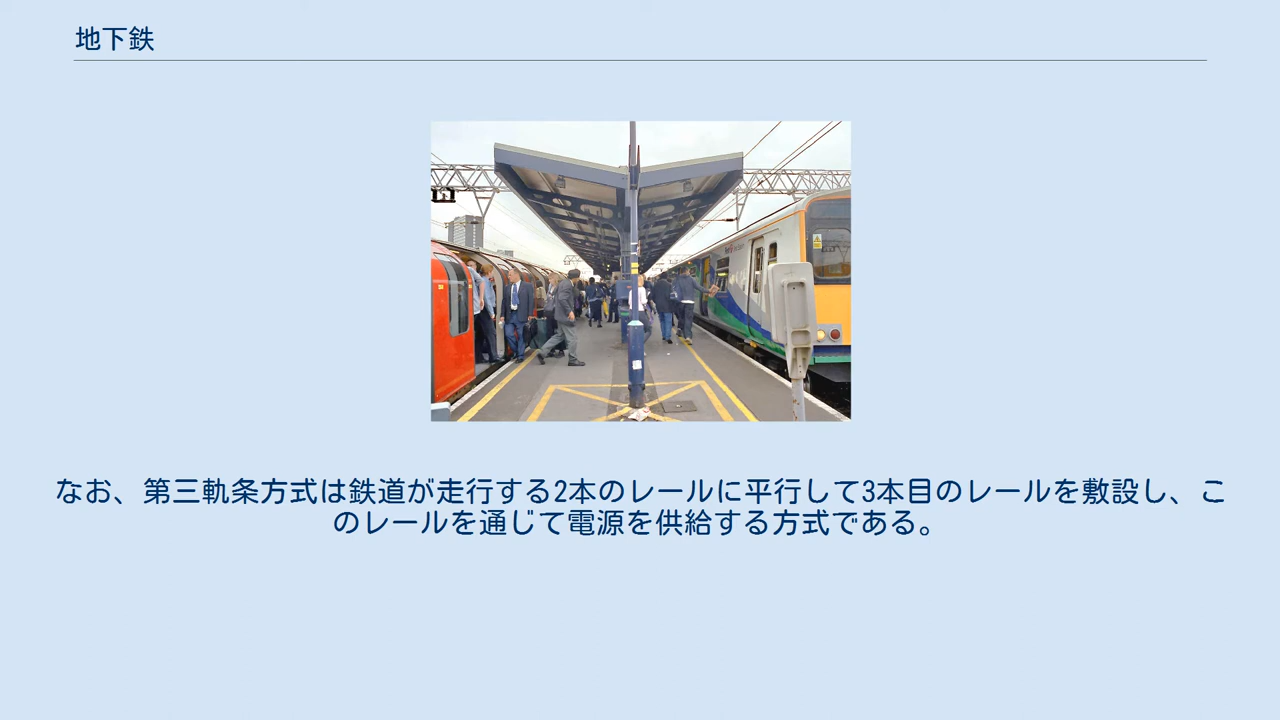 地下鉄
なお、第三軌条方式は鉄道が走行する2本のレールに平行して3本目のレールを敷設し、こ
のレールを通じて電源を供給する方式である。